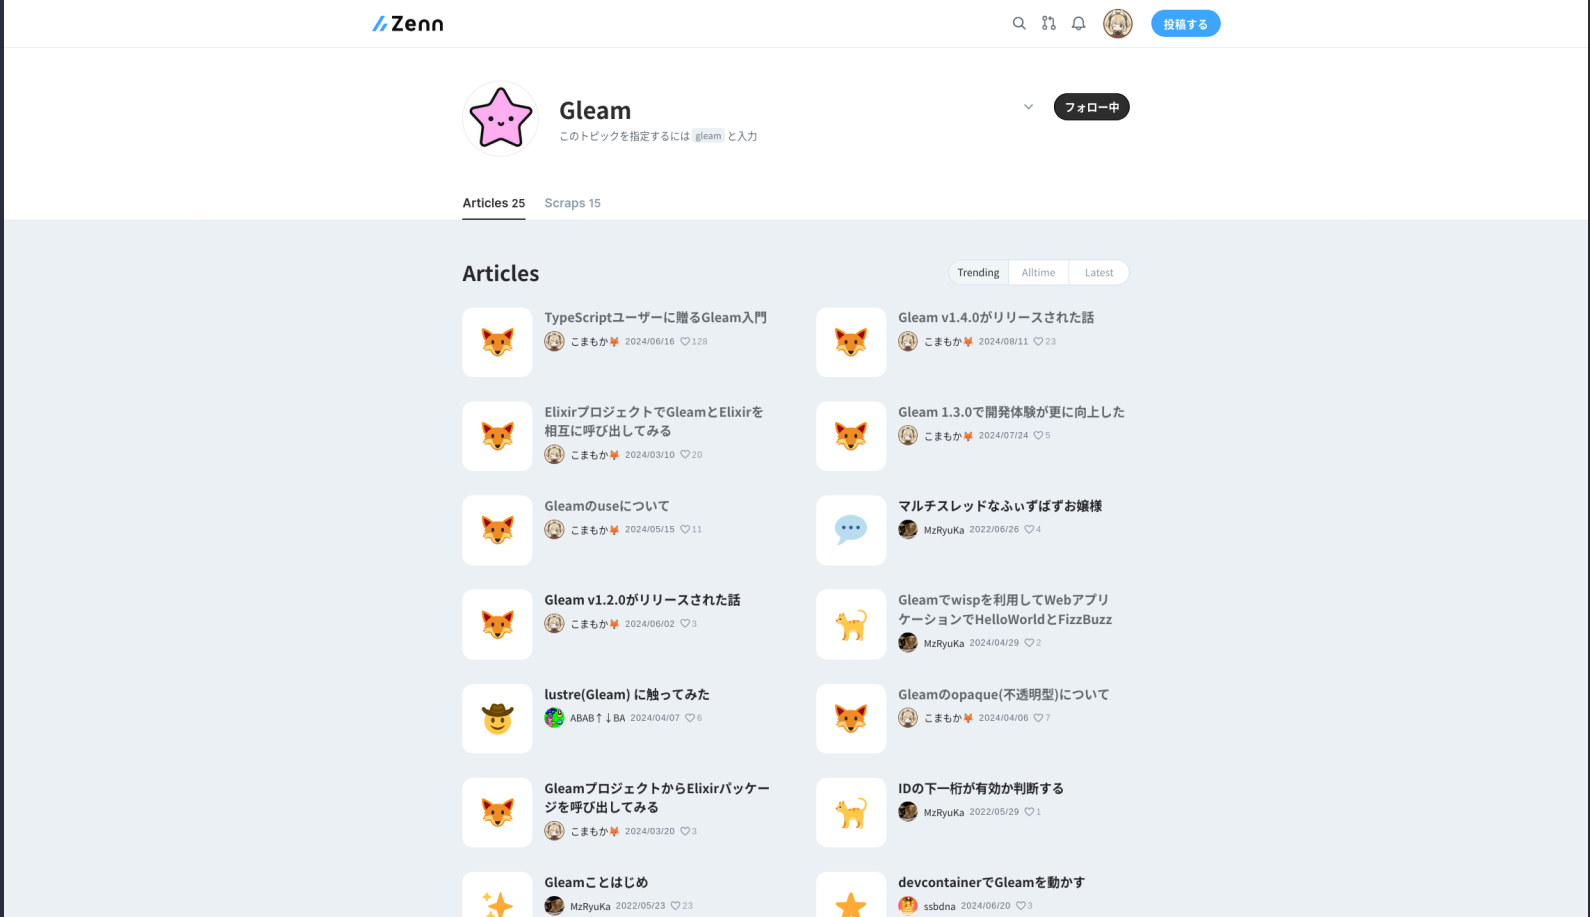 Zenn
投稿する
Gleam
フォロー中
このトピックを指定するには gleam と入力
Articles 25
Scraps 15
Articles
Trending
Alltime
Latest
TypeScriptユーザーに贈るGleam入門
こまもか🦊 2024/06/16 128
Gleam v1.4.0がリリースされた話
こまもか🦊 2024/08/11 23
ElixirプロジェクトでGleamとElixirを
相互に呼び出してみる
こまもか🦊 2024/03/10 20
Gleam 1.3.0で開発体験が更に向上した
こまもか🦊 2024/07/24 5
Gleamのuseについて
こまもか🦊 2024/05/15 11
マルチスレッドなふぃずばずお嬢様
MzRyuKa 2022/06/26 4
Gleam v1.2.0がリリースされた話
こまもか🦊 2024/06/02 3
Gleamでwispを利用してWebアプリ
ケーションでHelloWorldとFizzBuzz
MzRyuKa 2024/04/29 2
lustre(Gleam) に触ってみた
ABAB↑↓BA 2024/04/07 6
Gleamのopaque(不透明型)について
こまもか🦊 2024/04/06 7
GleamプロジェクトからElixirパッケー
ジを呼び出してみる
こまもか🦊 2024/03/20 3
IDの下一桁が有効か判断する
MzRyuKa 2022/05/29 1
Gleamことはじめ
MzRyuKa 2022/05/23 23
devcontainerでGleamを動かす
ssbdna 2024/06/20 3